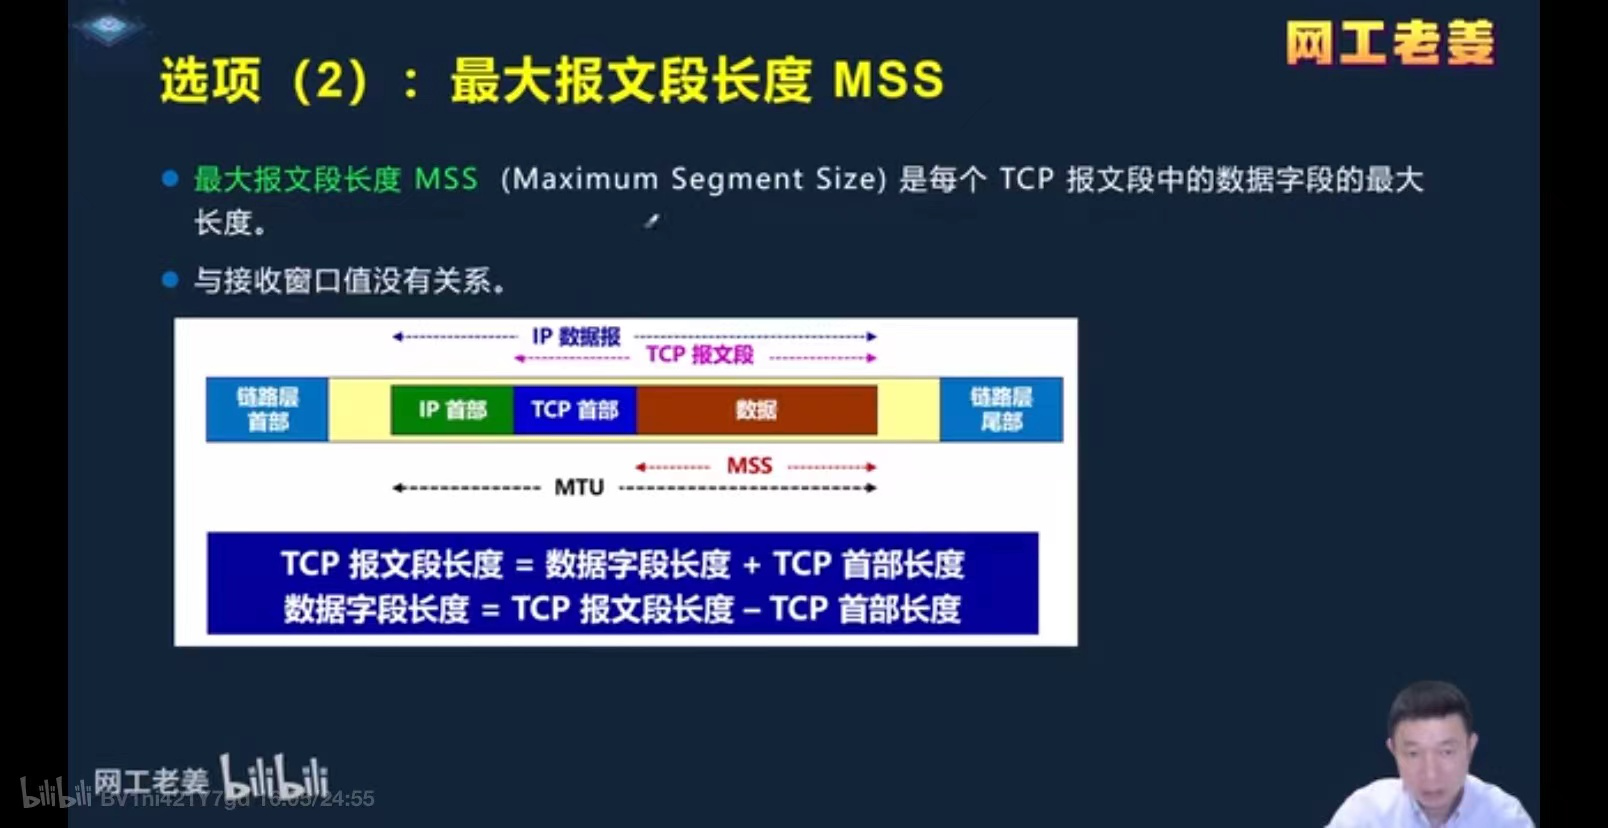 网工老姜
选项（2）：最大报文段长度 MSS
最大报文段长度 MSS (Maximum Segment Size) 是每个 TCP 报文段中的数据字段的最大
长度。
与接收窗口值没有关系。
IP 数据报
TCP 报文段
链路层
首部
IP 首部
TCP 首部
数据
链路层
尾部
MSS
MTU
TCP 报文段长度 = 数据字段长度 + TCP 首部长度
数据字段长度 = TCP 报文段长度 – TCP 首部长度
网工老姜 bilibili
bilibili 16:05/24:55